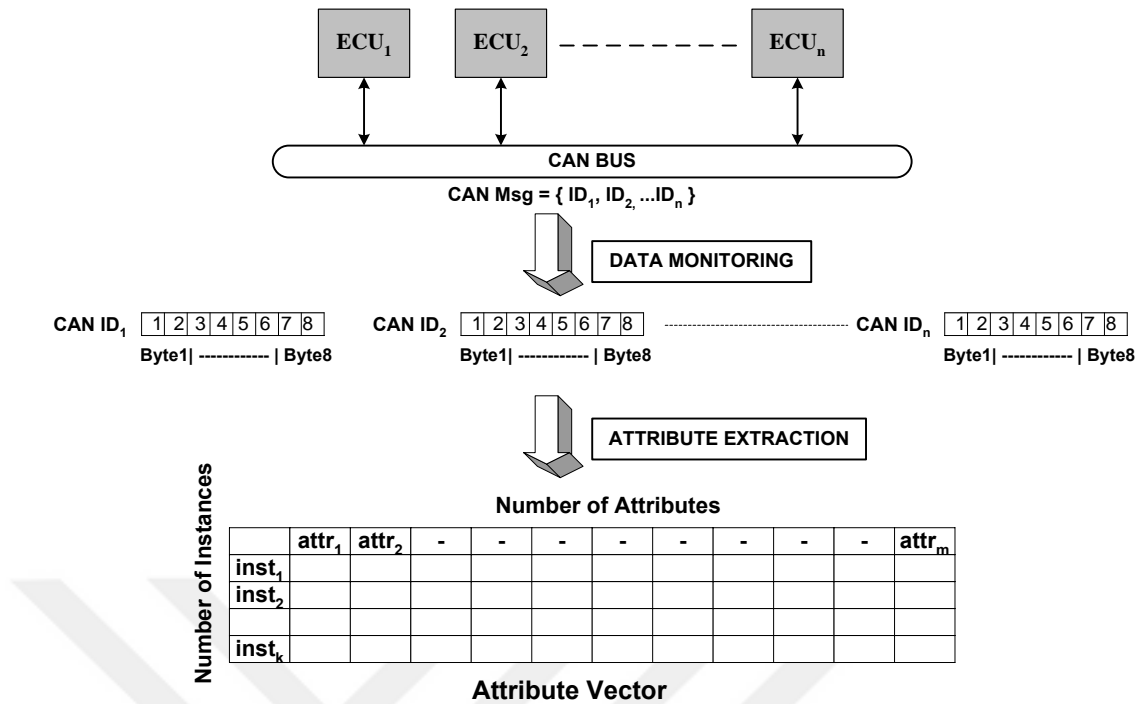 ECU₁ ECU₂ ECUₙ
CAN BUS
CAN Msg = { ID₁, ID₂, ...IDₙ }
DATA MONITORING
CAN ID₁ 1 2 3 4 5 6 7 8 CAN ID₂ 1 2 3 4 5 6 7 8 CAN IDₙ 1 2 3 4 5 6 7 8
Byte1| ------------ | Byte8 Byte1| ------------ | Byte8 Byte1| ------------ | Byte8
ATTRIBUTE EXTRACTION
Number of Instances
Number of Attributes
attr₁ attr₂ - - - - - - - - attrₘ
inst₁
inst₂
instₖ
Attribute Vector